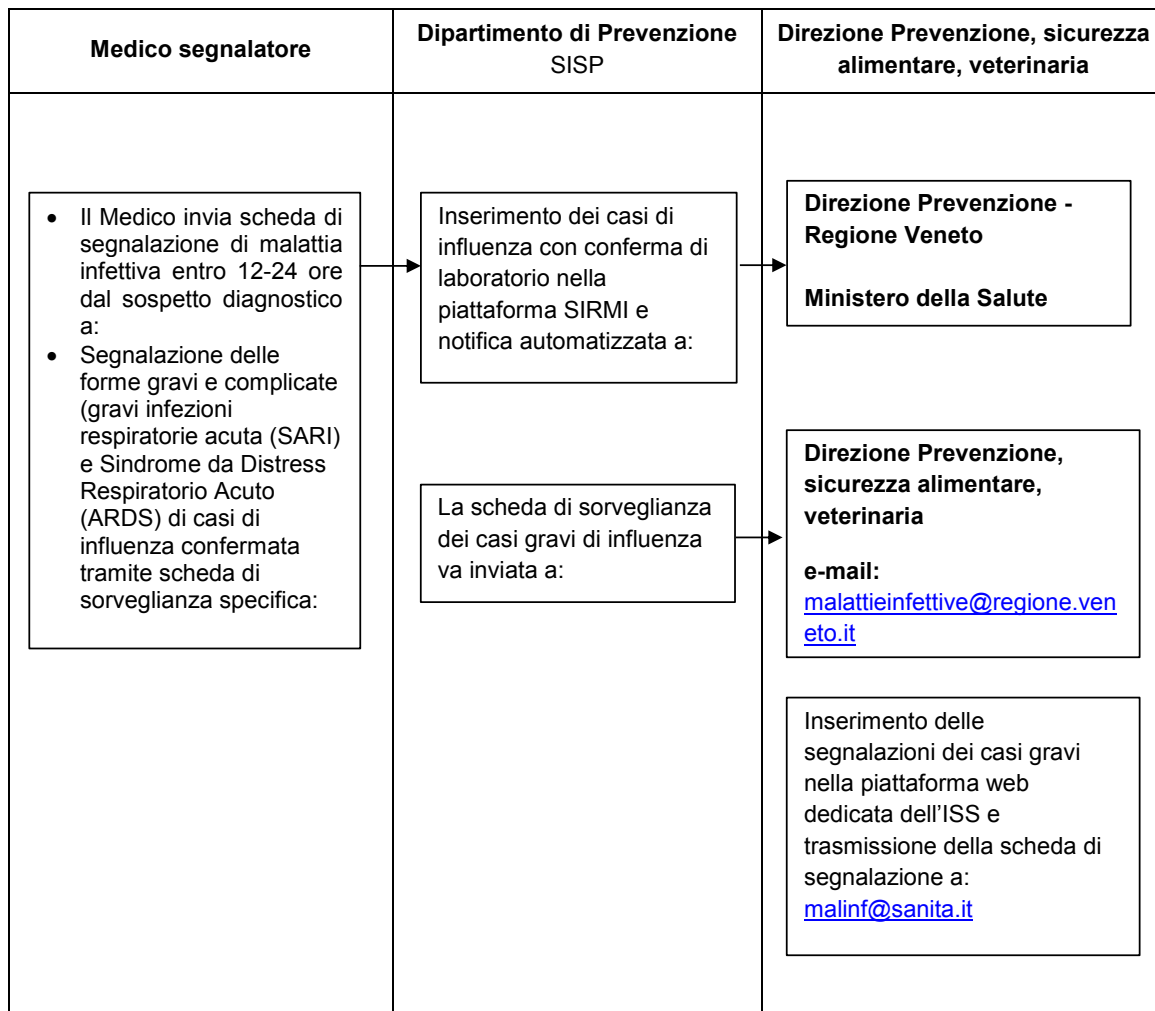 Medico segnalatore
Dipartimento di Prevenzione
SISP
Direzione Prevenzione, sicurezza
alimentare, veterinaria
• Il Medico invia scheda di
segnalazione di malattia
infettiva entro 12-24 ore
dal sospetto diagnostico
a:
• Segnalazione delle
forme gravi e complicate
(gravi infezioni
respiratorie acuta (SARI)
e Sindrome da Distress
Respiratorio Acuto
(ARDS) di casi di
influenza confermata
tramite scheda di
sorveglianza specifica:
Inserimento dei casi di
influenza con conferma di
laboratorio nella
piattaforma SIRMI e
notifica automatizzata a:
Direzione Prevenzione -
Regione Veneto
Ministero della Salute
La scheda di sorveglianza
dei casi gravi di influenza
va inviata a:
Direzione Prevenzione,
sicurezza alimentare,
veterinaria
e-mail:
malattieinfettive@regione.ven
eto.it
Inserimento delle
segnalazioni dei casi gravi
nella piattaforma web
dedicata dell’ISS e
trasmissione della scheda di
segnalazione a:
malinf@sanita.it